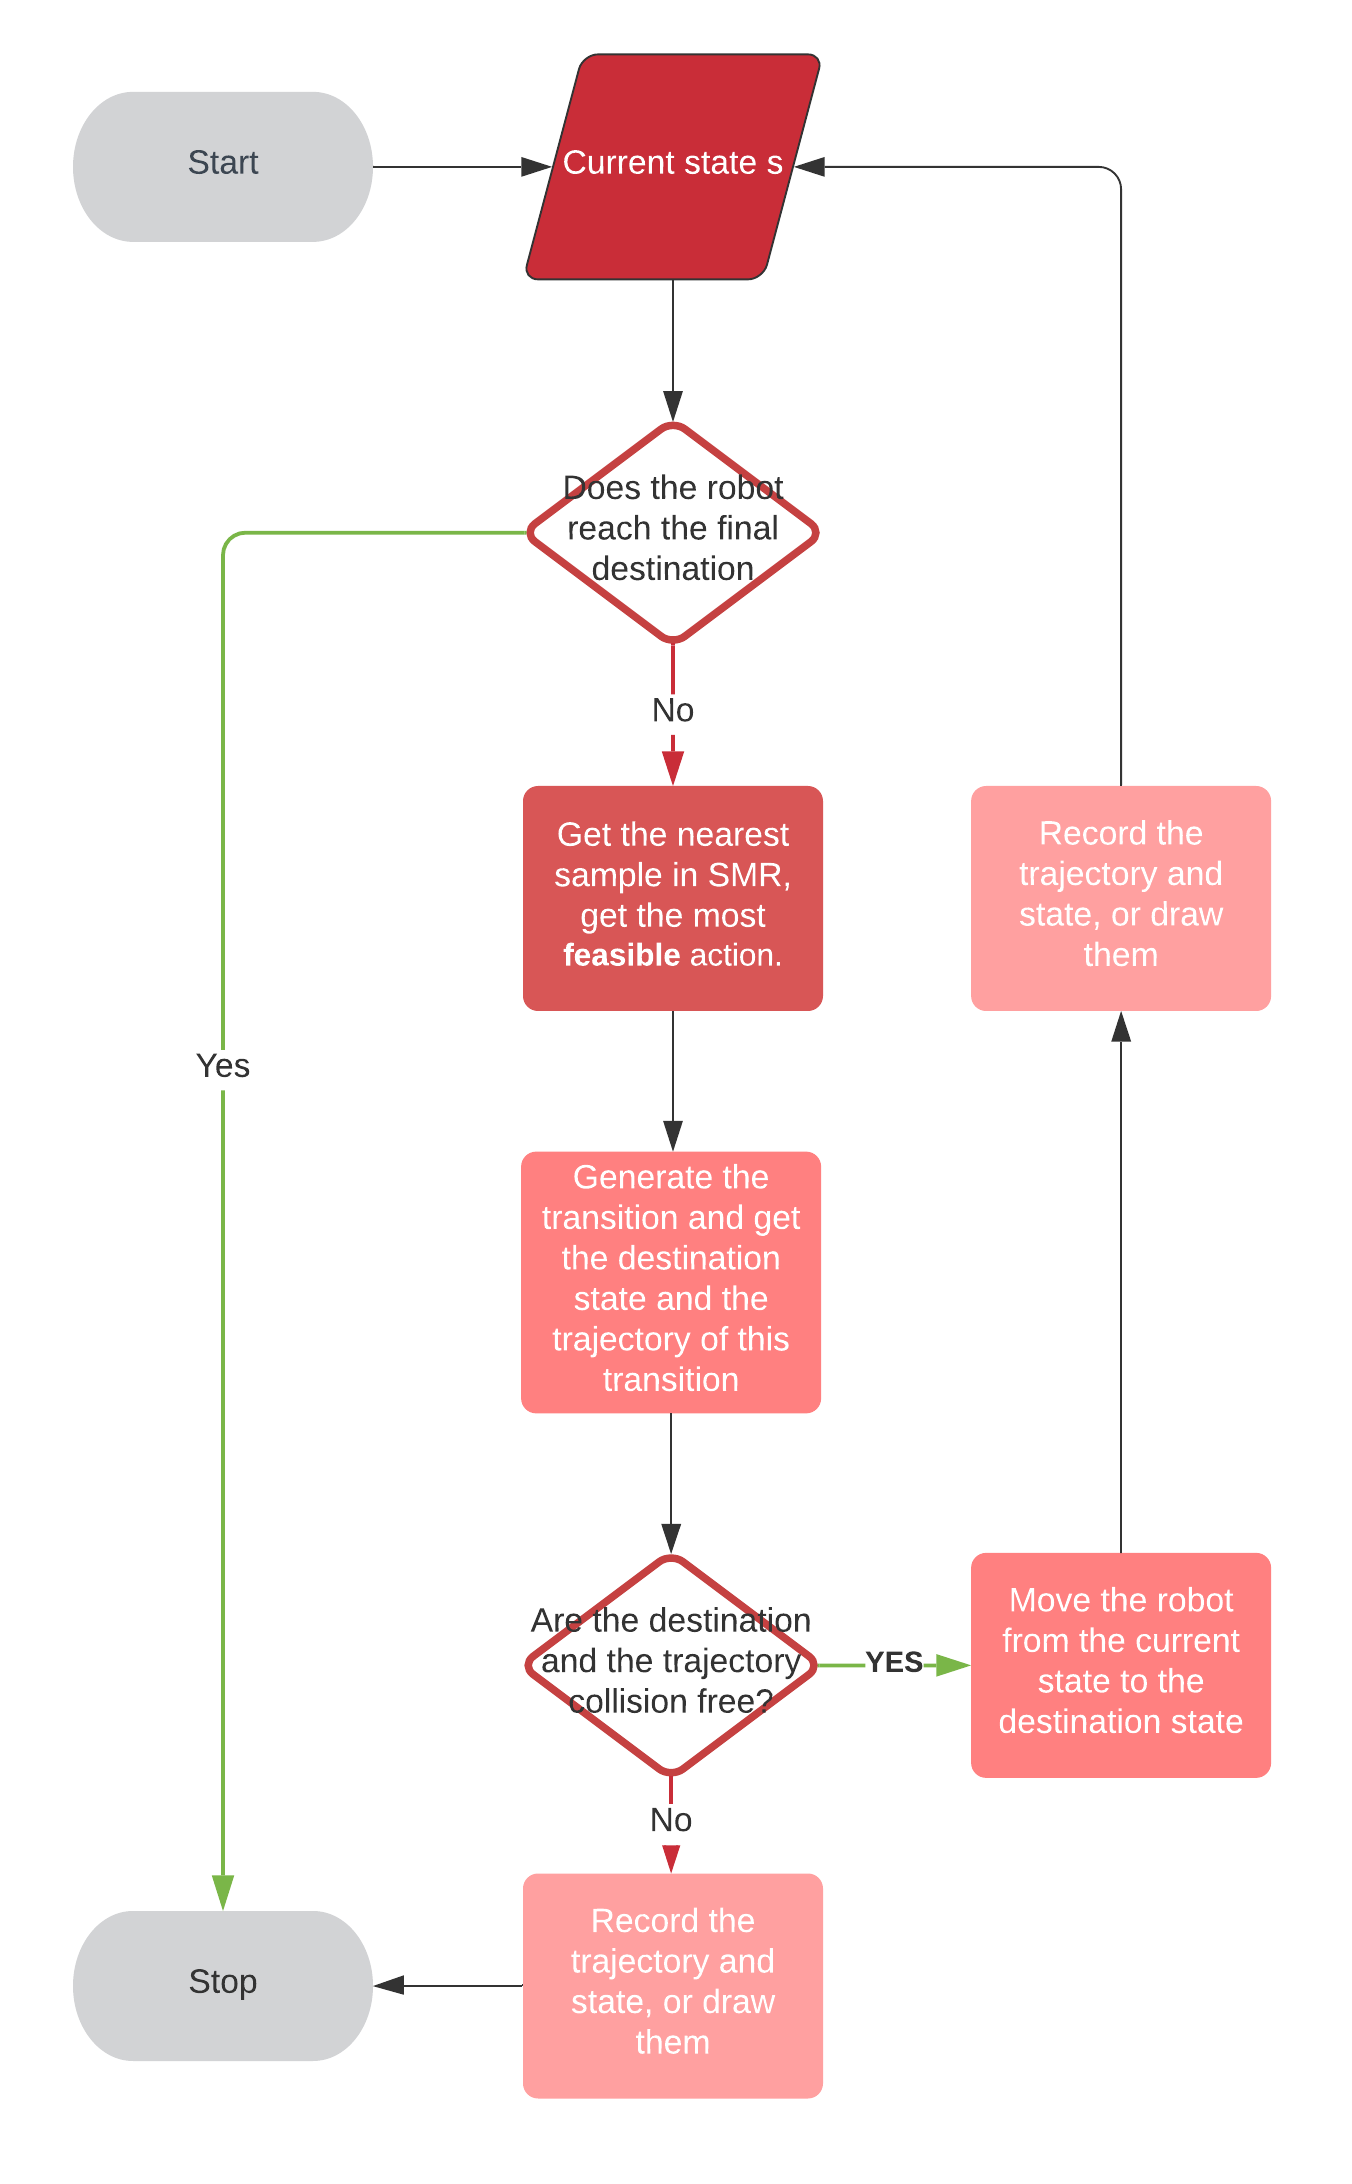 Start
Current state s
Does the robot
reach the final
destination
No
Get the nearest
sample in SMR,
get the most
feasible action.
Record the
trajectory and
state, or draw
them
Yes
Generate the
transition and get
the destination
state and the
trajectory of this
transition
Are the destination
and the trajectory
collision free?
YES
Move the robot
from the current
state to the
destination state
No
Record the
trajectory and
state, or draw
them
Stop